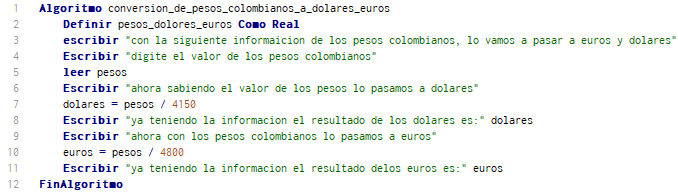 1 Algoritmo conversion_de_pesos_colombianos_a_dolares_euros
2 Definir pesos_dolores_euros Como Real
3 escribir "con la siguiente informaicion de los pesos colombianos, lo vamos a pasar a euros y dolares"
4 Escribir "digite el valor de los pesos colombianos"
5 leer pesos
6 Escribir "ahora sabiendo el valor de los pesos lo pasamos a dolares"
7 dolares = pesos / 4150
8 Escribir "ya teniendo la informacion el resultado de los dolares es:" dolares
9 Escribir "ahora con los pesos colombianos lo pasamos a euros"
10 euros = pesos / 4800
11 Escribir "ya teniendo la informacion el resultado delos euros es:" euros
12 FinAlgoritmo